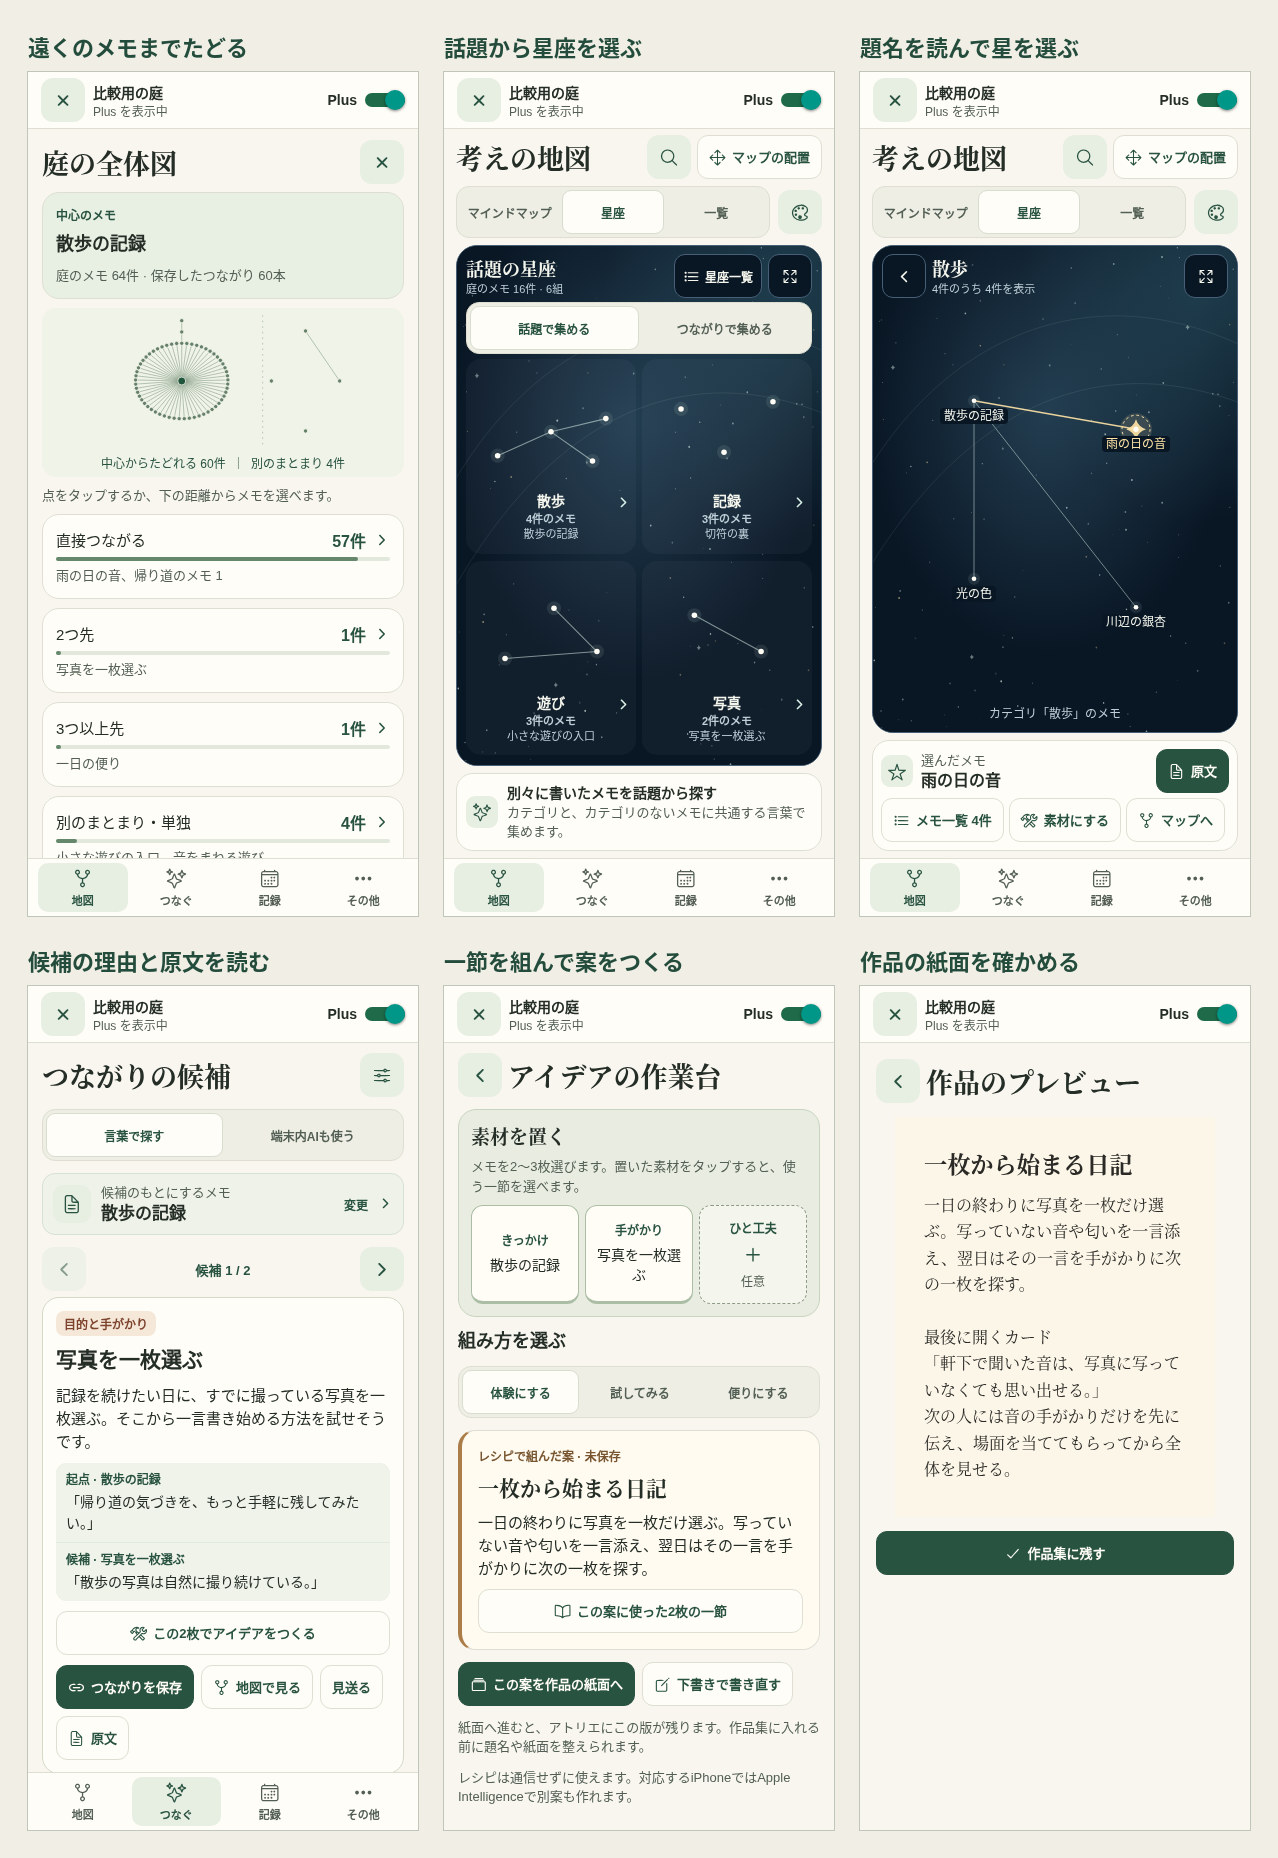 遠くのメモまでたどる
比較用の庭
Plus を表示中
Plus
庭の全体図
中心のメモ
散歩の記録
庭のメモ 64件 · 保存したつながり 60本
中心からたどれる 60件 ｜ 別のまとまり 4件
点をタップするか、下の距離からメモを選べます。
直接つながる
57件
雨の日の音、帰り道のメモ 1
2つ先
1件
写真を一枚選ぶ
3つ以上先
1件
一日の便り
別のまとまり・単独
4件
小さな遊びの入口、音をまねる遊び
地図
つなぐ
記録
その他
話題から星座を選ぶ
比較用の庭
Plus を表示中
Plus
考えの地図
マップの配置
マインドマップ
星座
一覧
話題の星座
庭のメモ 16件 · 6組
星座一覧
話題で集める
つながりで集める
散歩
4件のメモ
散歩の記録
記録
3件のメモ
切符の裏
遊び
3件のメモ
小さな遊びの入口
写真
2件のメモ
写真を一枚選ぶ
別々に書いたメモを話題から探す
カテゴリと、カテゴリのないメモに共通する言葉で
集めます。
地図
つなぐ
記録
その他
題名を読んで星を選ぶ
比較用の庭
Plus を表示中
Plus
考えの地図
マップの配置
マインドマップ
星座
一覧
散歩
4件のうち 4件を表示
散歩の記録
雨の日の音
光の色
川辺の銀杏
カテゴリ「散歩」のメモ
選んだメモ
雨の日の音
原文
メモ一覧 4件
素材にする
マップへ
地図
つなぐ
記録
その他
候補の理由と原文を読む
比較用の庭
Plus を表示中
Plus
つながりの候補
言葉で探す
端末内AIも使う
候補のもとにするメモ
散歩の記録
変更
候補 1 / 2
目的と手がかり
写真を一枚選ぶ
記録を続けたい日に、すでに撮っている写真を一
枚選ぶ。そこから一言書き始める方法を試せそう
です。
起点 · 散歩の記録
「帰り道の気づきを、もっと手軽に残してみた
い。」
候補 · 写真を一枚選ぶ
「散歩の写真は自然に撮り続けている。」
この2枚でアイデアをつくる
つながりを保存
地図で見る
見送る
原文
地図
つなぐ
記録
その他
一節を組んで案をつくる
比較用の庭
Plus を表示中
Plus
アイデアの作業台
素材を置く
メモを2〜3枚選びます。置いた素材をタップすると、使
う一節を選べます。
きっかけ
散歩の記録
手がかり
写真を一枚選
ぶ
ひと工夫
任意
組み方を選ぶ
体験にする
試してみる
便りにする
レシピで組んだ案 · 未保存
一枚から始まる日記
一日の終わりに写真を一枚だけ選ぶ。写ってい
ない音や匂いを一言添え、翌日はその一言を手
がかりに次の一枚を探す。
この案に使った2枚の一節
この案を作品の紙面へ
下書きで書き直す
紙面へ進むと、アトリエにこの版が残ります。作品集に入れる
前に題名や紙面を整えられます。
レシピは通信せずに使えます。対応するiPhoneではApple
Intelligenceで別案も作れます。
作品の紙面を確かめる
比較用の庭
Plus を表示中
Plus
作品のプレビュー
一枚から始まる日記
一日の終わりに写真を一枚だけ選
ぶ。写っていない音や匂いを一言添
え、翌日はその一言を手がかりに次
の一枚を探す。
最後に開くカード
「軒下で聞いた音は、写真に写って
いなくても思い出せる。」
次の人には音の手がかりだけを先に
伝え、場面を当ててもらってから全
体を見せる。
作品集に残す